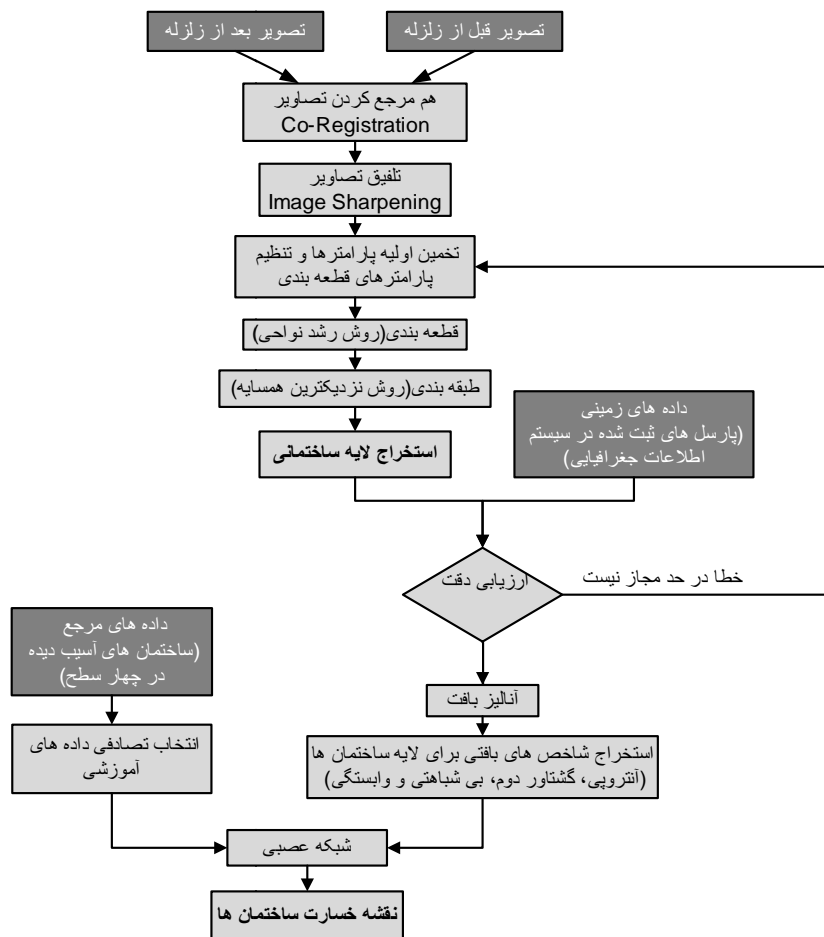 تصویر قبل از زلزله
تصویر بعد از زلزله
هم مرجع کردن تصاویر
Co-Registration
تلفیق تصاویر
Image Sharpening
تخمین اولیه پارامترها و تنظیم
پارامترهای قطعه بندی
قطعه بندی(روش رشد نواحی)
طبقه بندی(روش نزدیکترین همسایه)
استخراج لایه ساختمانی
داده های زمینی
(پارسل های ثبت شده در سیستم
اطلاعات جغرافیایی)
ارزیابی دقت
خطا در حد مجاز نیست
داده های مرجع
(ساختمان های آسیب دیده
در چهار سطح)
انتخاب تصادفی داده های
آموزشی
آنالیز بافت
استخراج شاخص های بافتی برای لایه ساختمان ها
(آنتروپی، گشتاور دوم، بی شباهتی و وابستگی)
شبکه عصبی
نقشه خسارت ساختمان ها